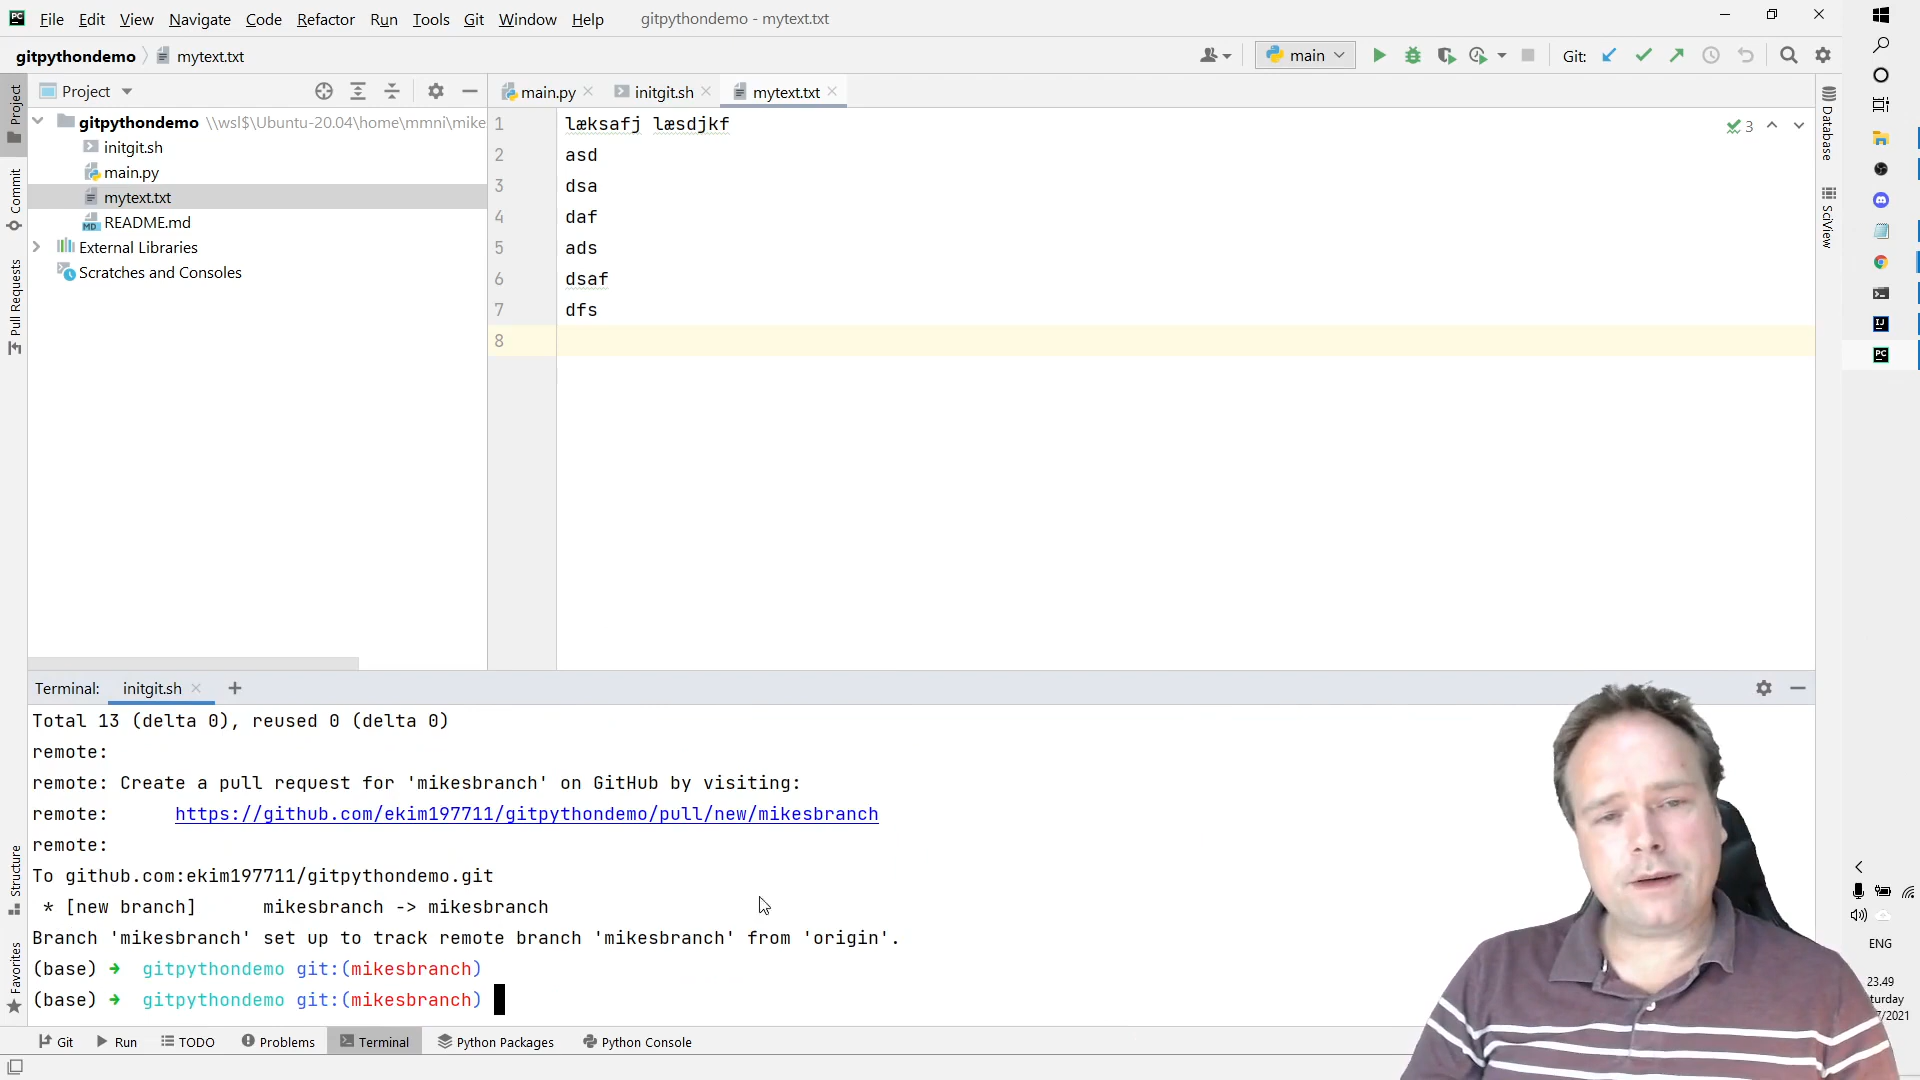 File Edit View Navigate Code Refactor Run Tools Git Window Help gitpythondemo - mytext.txt
gitpythondemo mytext.txt main Git:
Project
main.py initgit.sh mytext.txt
gitpythondemo \\wsl$\Ubuntu-20.04\home\mmni\mike
initgit.sh
main.py
mytext.txt
README.md
External Libraries
Scratches and Consoles
Project
Commit
Pull Requests
Structure
Favorites
1 læksafj læsdjkf
2 asd
3 dsa
4 daf
5 ads
6 dsaf
7 dfs
8
3
Database
SciView
Terminal: initgit.sh
Total 13 (delta 0), reused 0 (delta 0)
remote:
remote: Create a pull request for 'mikesbranch' on GitHub by visiting:
remote: https://github.com/ekim197711/gitpythondemo/pull/new/mikesbranch
remote:
To github.com:ekim197711/gitpythondemo.git
* [new branch] mikesbranch -> mikesbranch
Branch 'mikesbranch' set up to track remote branch 'mikesbranch' from 'origin'.
(base) ➜ gitpythondemo git:(mikesbranch)
(base) ➜ gitpythondemo git:(mikesbranch)
Git Run TODO Problems Terminal Python Packages Python Console
ENG
23.49
turday
7/2021